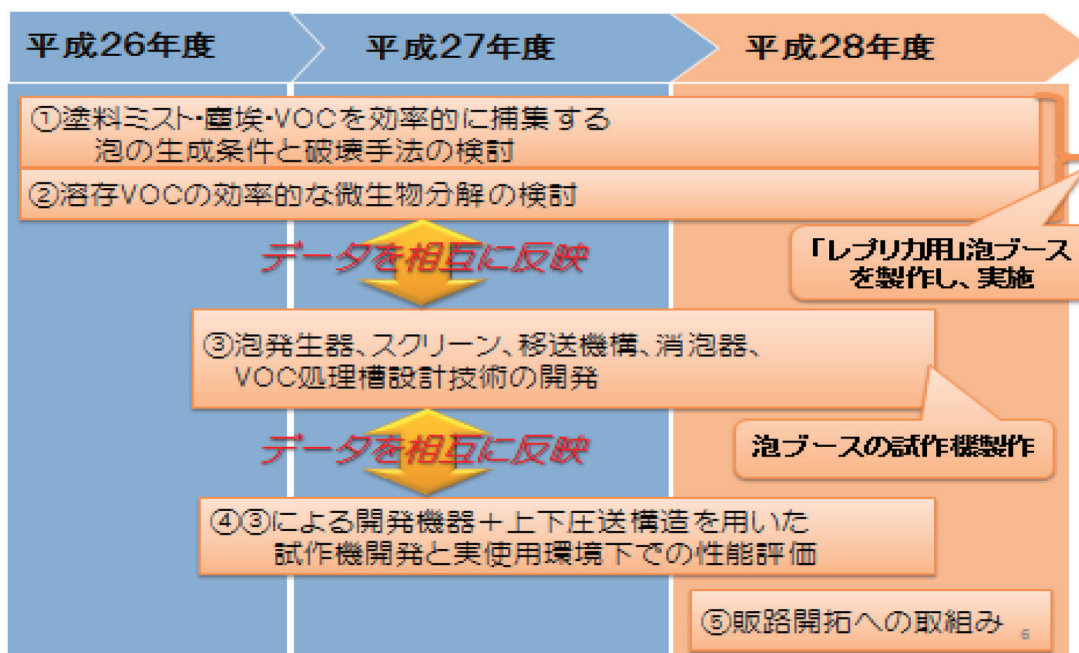 平成26年度
平成27年度
平成28年度
①塗料ミスト・塵埃・VOCを効率的に捕集する
泡の生成条件と破壊手法の検討
②溶存VOCの効率的な微生物分解の検討
データを相互に反映
「レプリカ用」泡ブース
を製作し、実施
③泡発生器、スクリーン、移送機構、消泡器、
VOC処理槽設計技術の開発
データを相互に反映
泡ブースの試作機製作
④③による開発機器＋上下圧送構造を用いた
試作機開発と実使用環境下での性能評価
⑤販路開拓への取組み
6